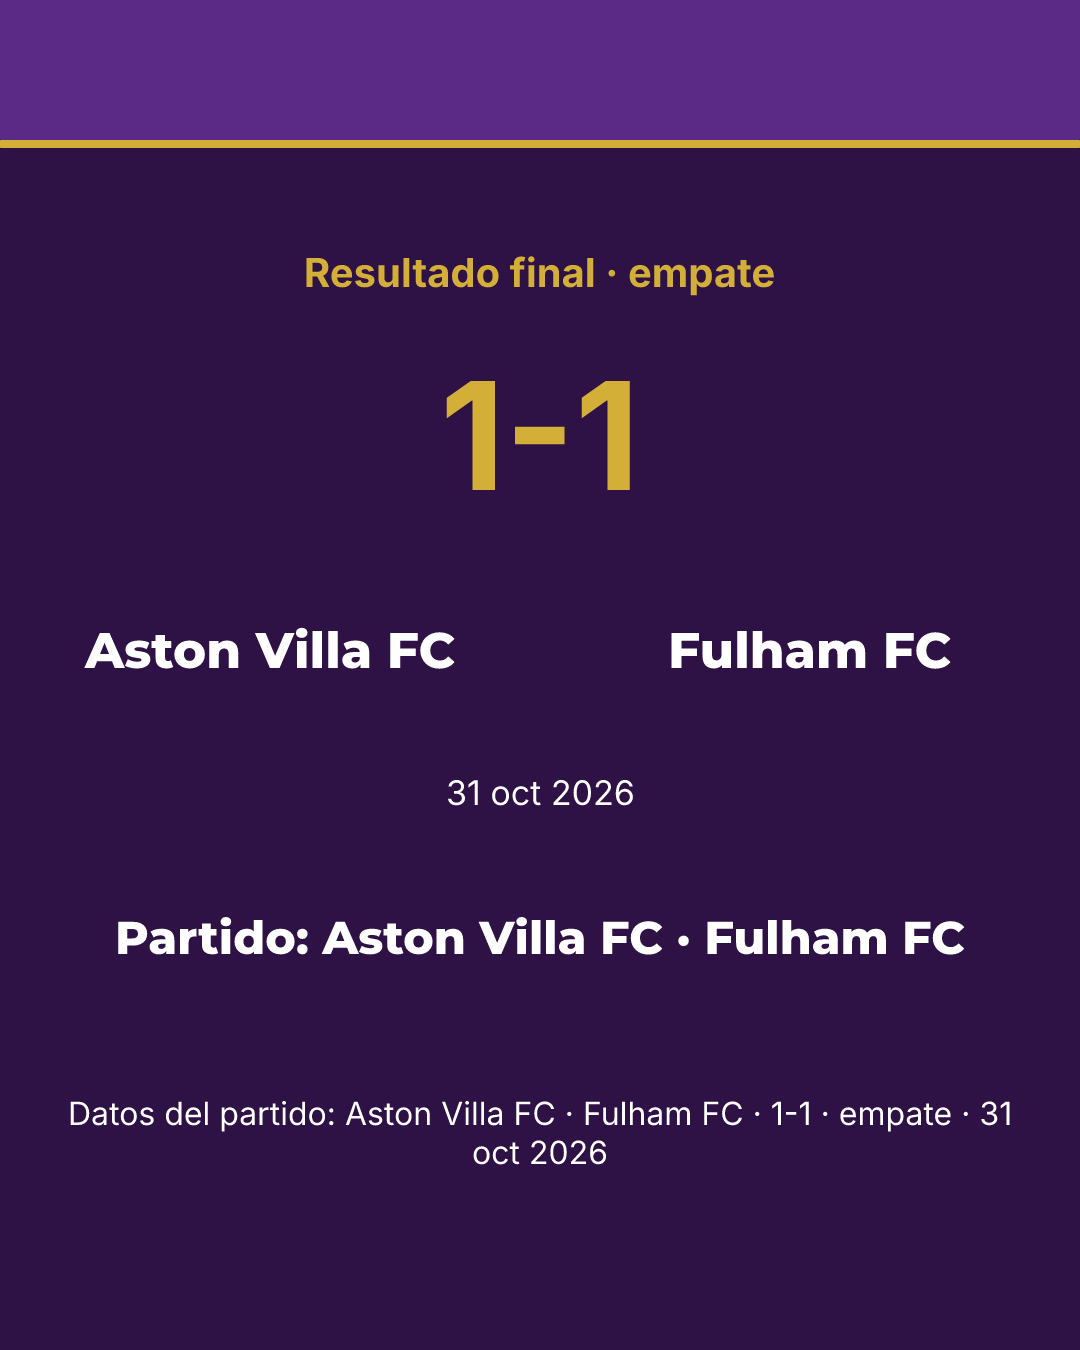 Resultado final · empate
1-1
Aston Villa FC
Fulham FC
31 oct 2026
Partido: Aston Villa FC · Fulham FC
Datos del partido: Aston Villa FC · Fulham FC · 1-1 · empate · 31
oct 2026